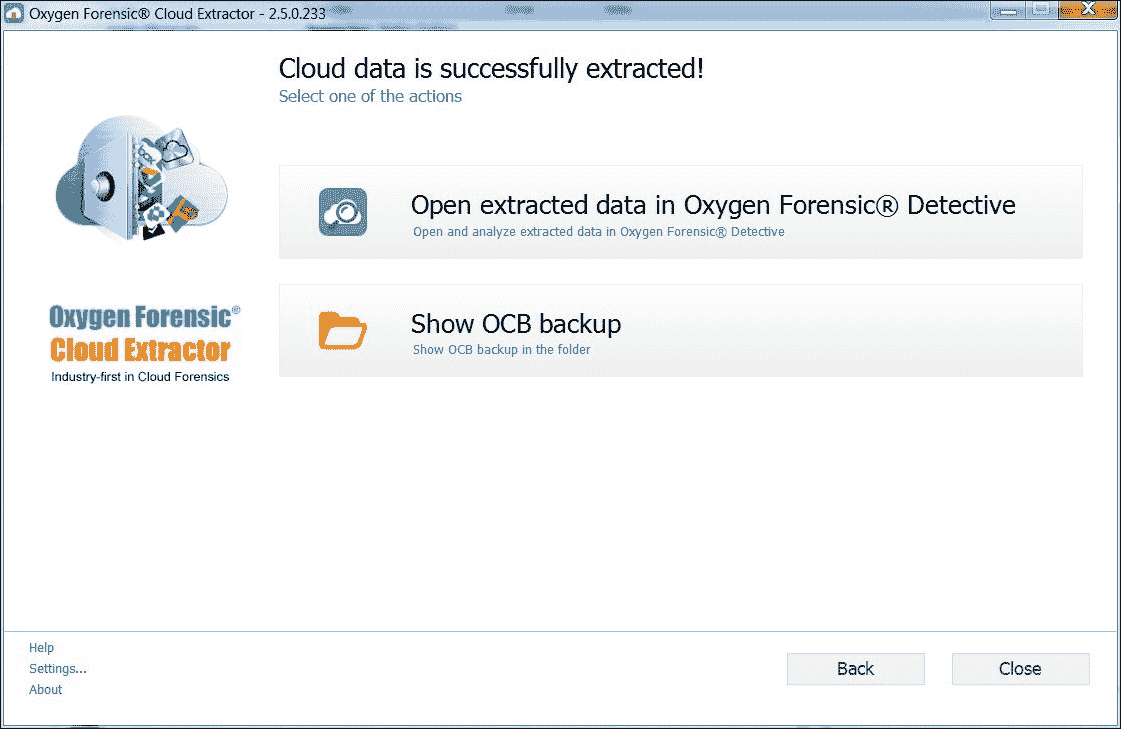 Oxygen Forensic® Cloud Extractor - 2.5.0.233
Cloud data is successfully extracted!
Select one of the actions
Open extracted data in Oxygen Forensic® Detective
Open and analyze extracted data in Oxygen Forensic® Detective
Oxygen Forensic®
Cloud Extractor
Industry-first in Cloud Forensics
Show OCB backup
Show OCB backup in the folder
Help
Settings...
About
Back
Close